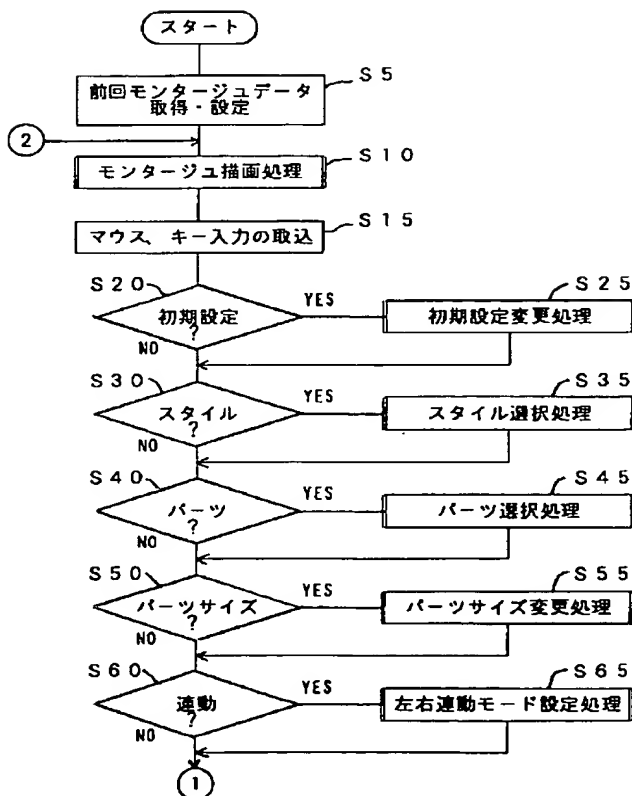 スタート
S5
前回モンタージュデータ
取得・設定
2
S10
モンタージュ描画処理
S15
マウス、キー入力の取込
S20
初期設定
?
YES
NO
S25
初期設定変更処理
S30
スタイル
?
YES
NO
S35
スタイル選択処理
S40
パーツ
?
YES
NO
S45
パーツ選択処理
S50
パーツサイズ
?
YES
NO
S55
パーツサイズ変更処理
S60
連動
?
YES
NO
S65
左右連動モード設定処理
1